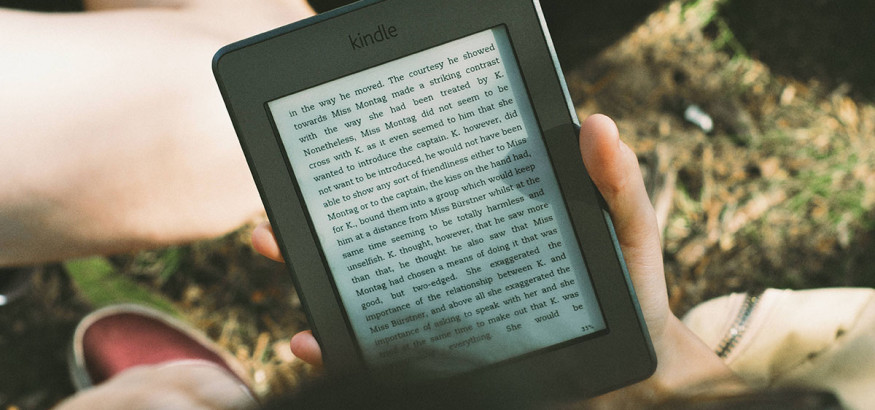 kindle
in the way he moved. The courtesy he showed
towards Miss Montag made a striking contrast
with the way she had been treated by K.
Nonetheless, Miss Montag did not seem to be
cross with K. as it even seemed to him that she
wanted to introduce the captain. K. however, did
not want to be introduced, he would not have been
able to show any sort of friendliness either to Miss
Montag or to the captain, the kiss on the hand had,
for K., bound them into a group which would keep
him at a distance from Miss Bürstner whilst at the
same time seeming to be totally harmless and
unselfish. K. thought, however, that he saw more
than that, he thought he also saw that Miss
Montag had chosen a means of doing it that was
good, but two-edged. She exaggerated the
importance of the relationship between K. and
Miss Bürstner, and above all she exaggerated the
importance of asking to speak with her and she
at the same time to make out that K. was
everything. She would be